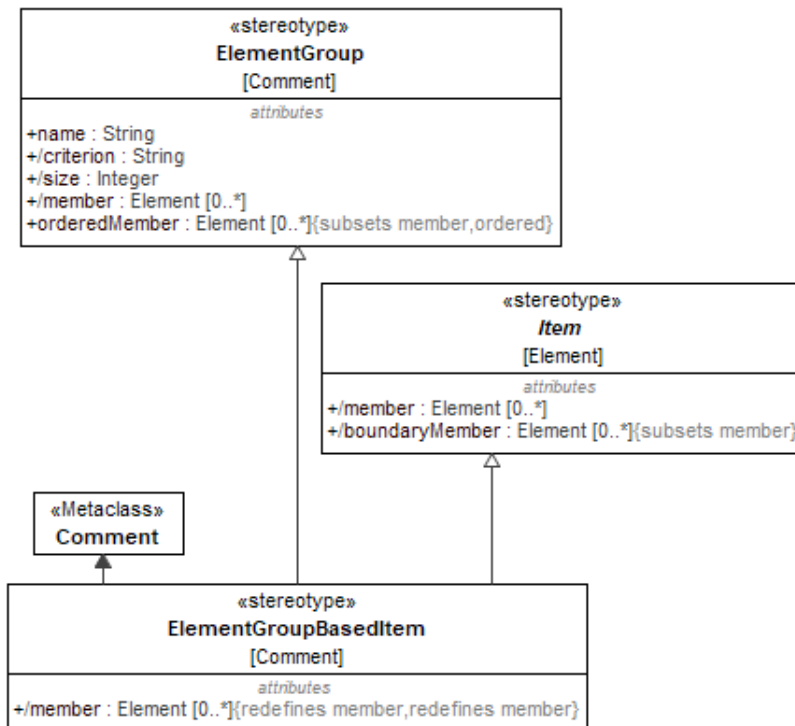 «stereotype»
ElementGroup
[Comment]
attributes
+name : String
+/criterion : String
+/size : Integer
+/member : Element [0..*]
+orderedMember : Element [0..*]{subsets member,ordered}
«stereotype»
Item
[Element]
attributes
+/member : Element [0..*]
+/boundaryMember : Element [0..*]{subsets member}
«Metaclass»
Comment
«stereotype»
ElementGroupBasedItem
[Comment]
attributes
+/member : Element [0..*]{redefines member,redefines member}